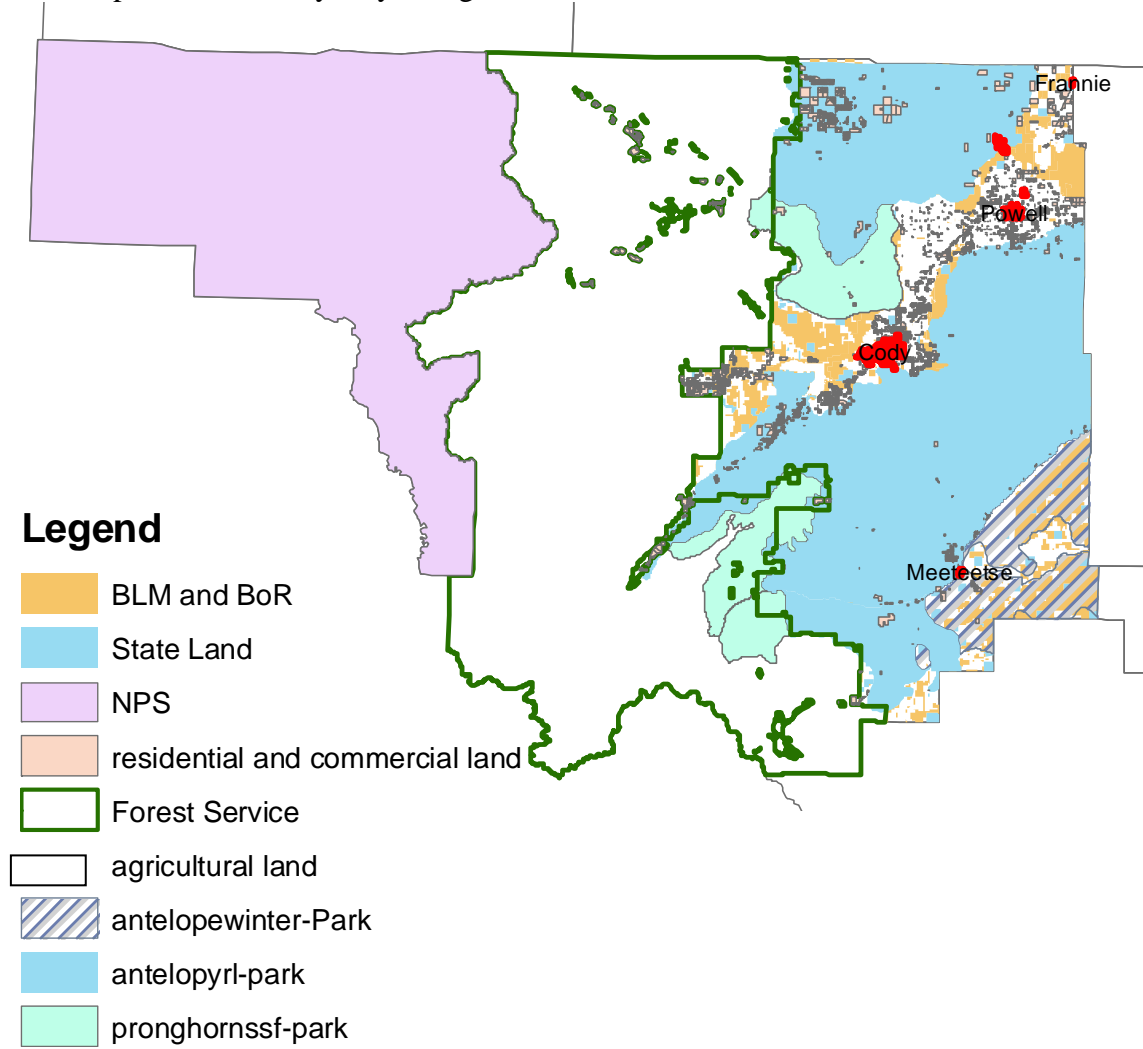 Frannie
Powell
Cody
Meeteetse
Legend
BLM and BoR
State Land
NPS
residential and commercial land
Forest Service
agricultural land
antelopewinter-Park
antelopyrl-park
pronghornssf-park